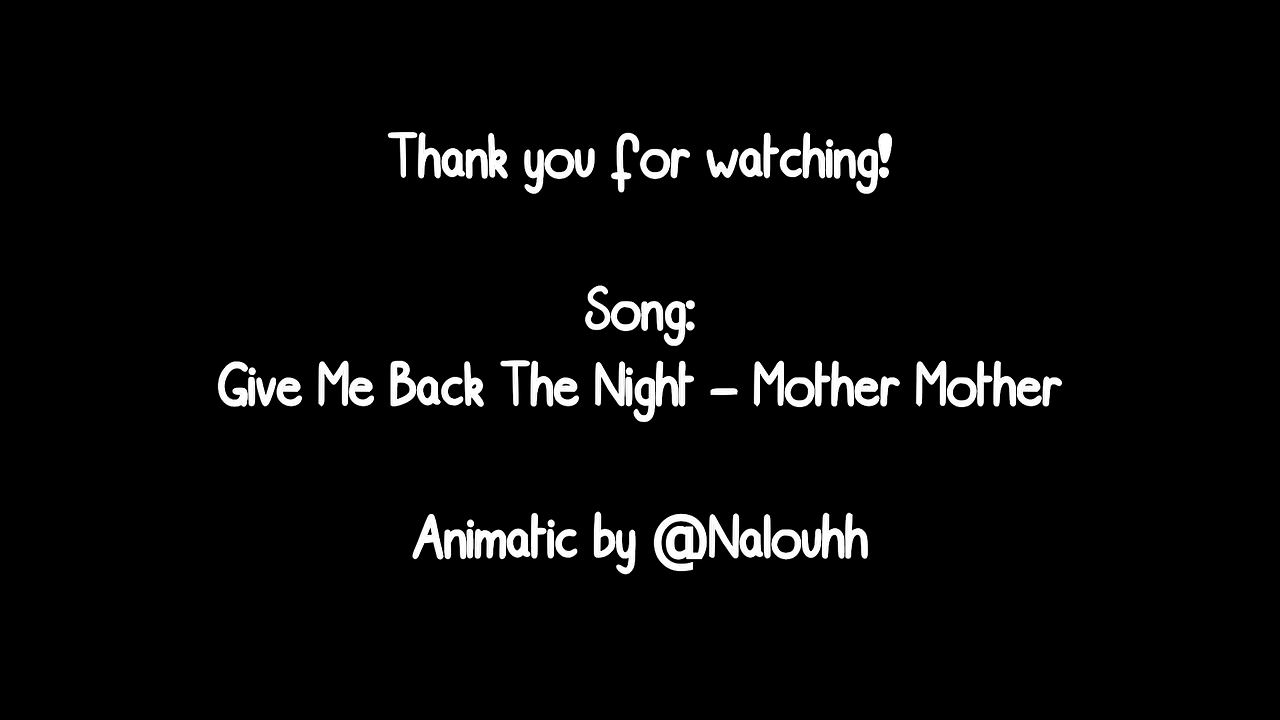 Thank you for watching!
Song:
Give Me Back The Night - Mother Mother
Animatic by @Nalouhh